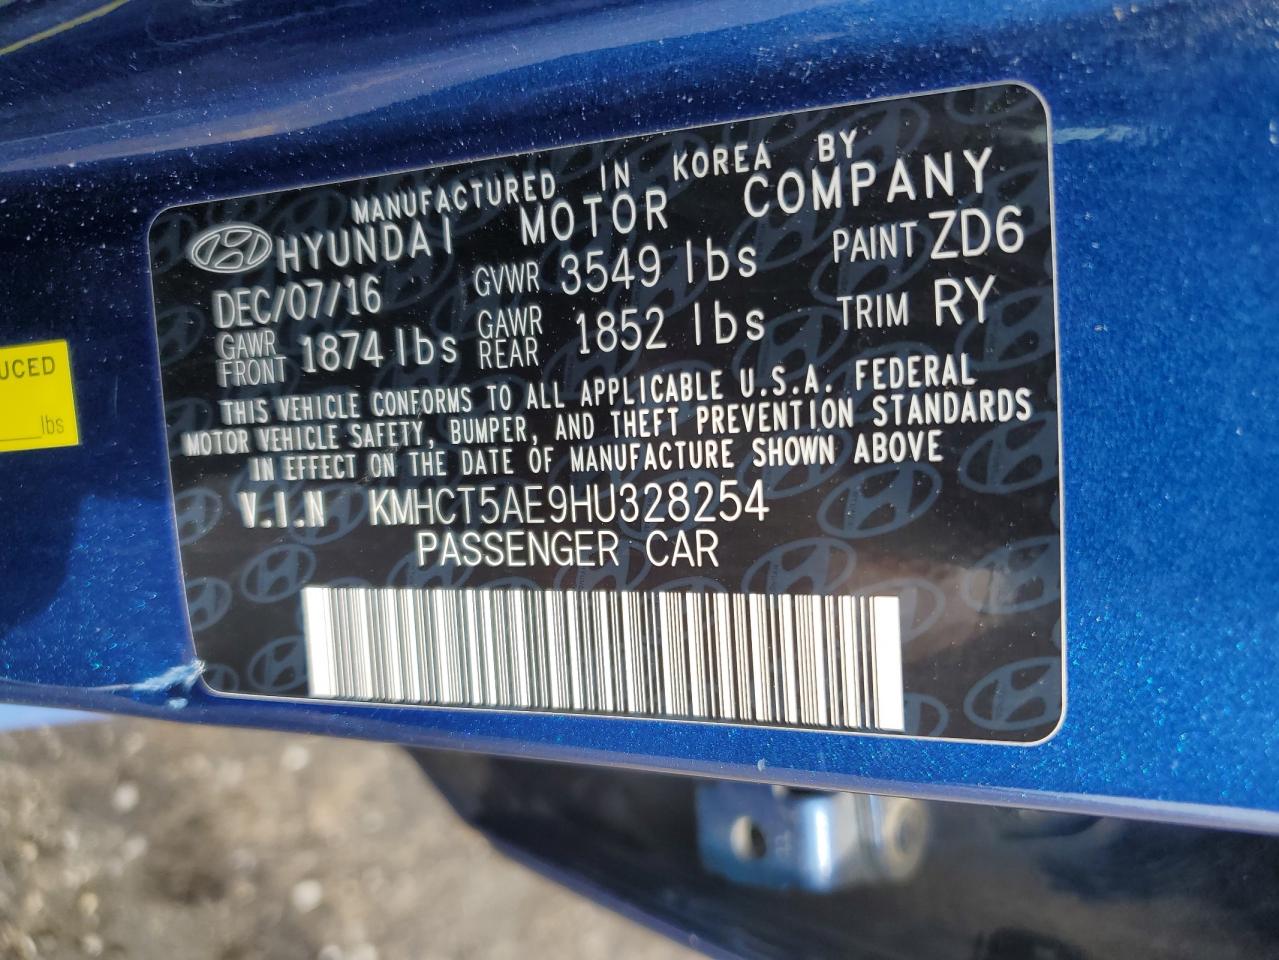 MANUFACTURED IN KOREA BY
HYUNDAI MOTOR COMPANY
DEC/07/16 GVWR 3549 lbs PAINT ZD6
GAWR FRONT 1874 lbs GAWR REAR 1852 lbs TRIM RY
THIS VEHICLE CONFORMS TO ALL APPLICABLE U.S.A. FEDERAL
MOTOR VEHICLE SAFETY, BUMPER, AND THEFT PREVENTION STANDARDS
IN EFFECT ON THE DATE OF MANUFACTURE SHOWN ABOVE
V.I.N KMHCT5AE9HU328254
PASSENGER CAR
UCED
lbs